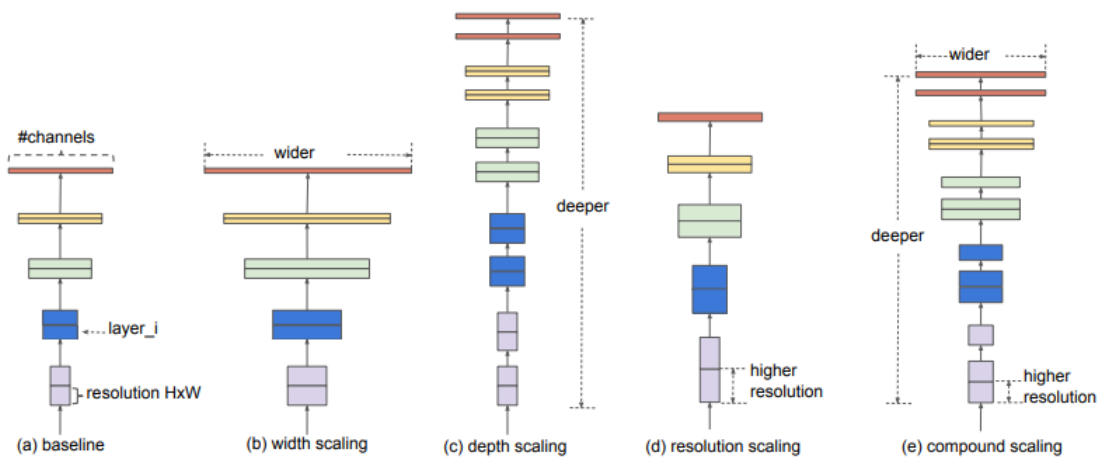 #channels
layer_i
resolution HxW
(a) baseline
wider
(b) width scaling
deeper
(c) depth scaling
higher
resolution
(d) resolution scaling
wider
deeper
higher
resolution
(e) compound scaling